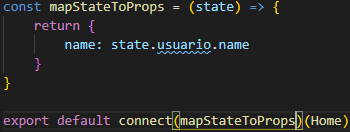 const mapStateToProps = (state) => {
    return {
        name: state.usuario.name
    }
}
export default connect(mapStateToProps)(Home)